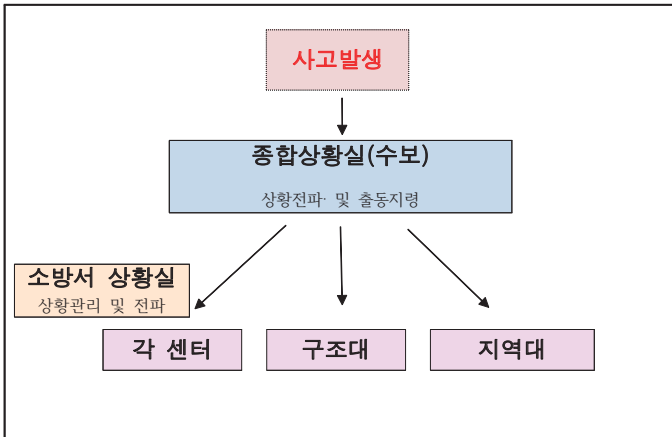 사고발생
종합상황실(수보)
상황전파· 및 출동지령
소방서 상황실
상황관리 및 전파
각 센터
구조대
지역대